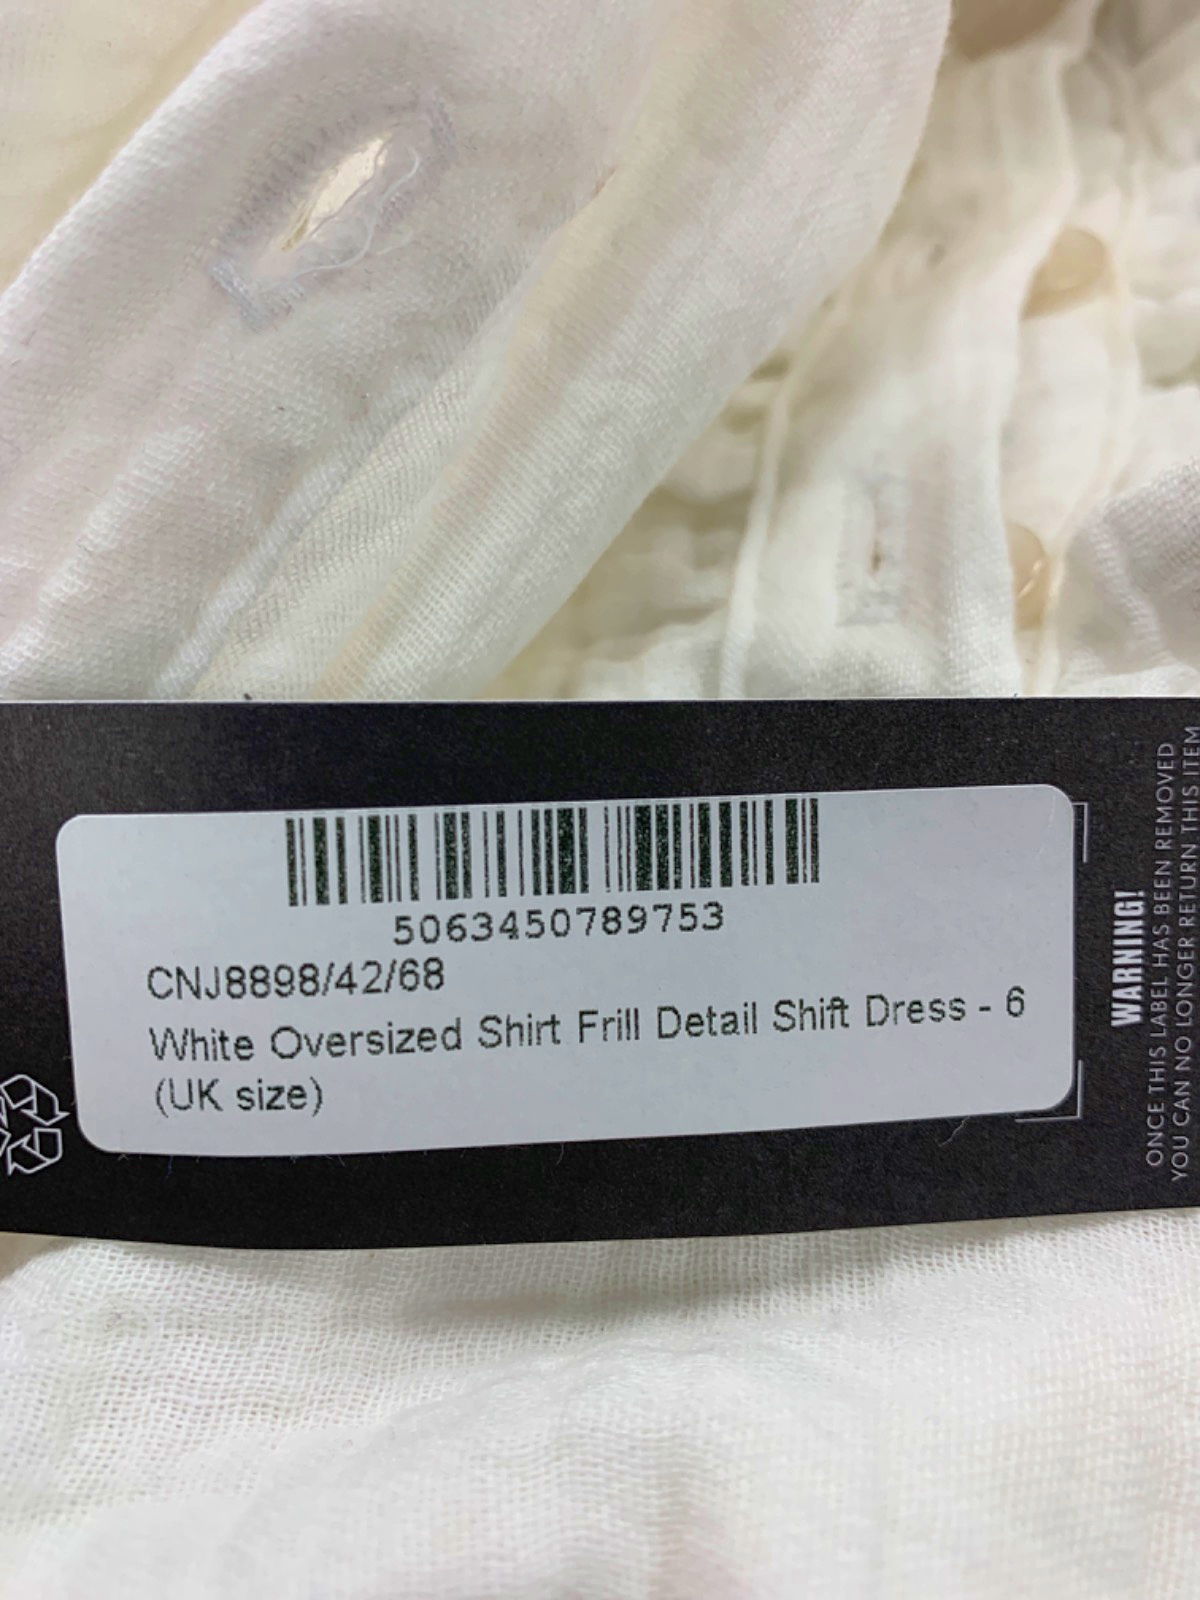 5063450789753
CNJ8898/42/68
White Oversized Shirt Frill Detail Shift Dress - 6
(UK size)
WARNING!
ONCE THIS LABEL HAS BEEN REMOVED
YOU CAN NO LONGER RETURN THIS ITEM